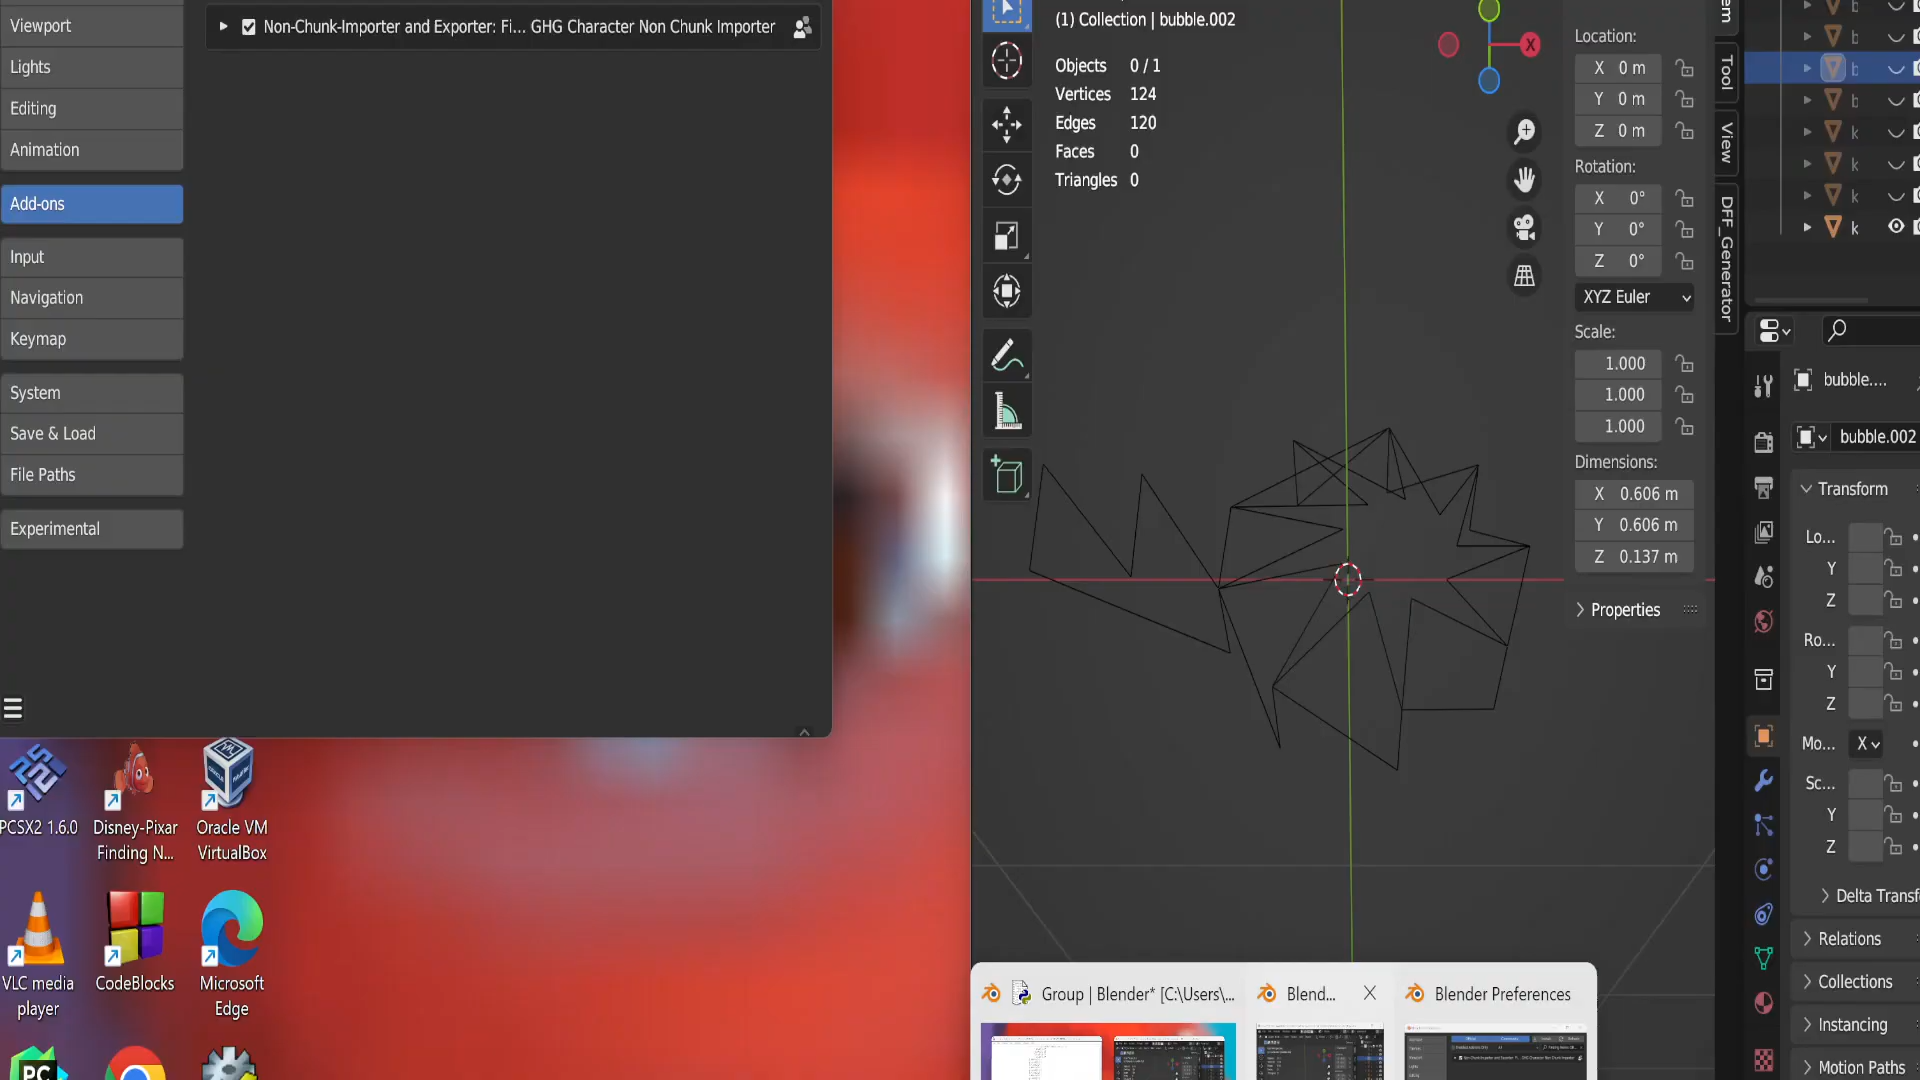 Viewport
Lights
Editing
Animation
Add-ons
Input
Navigation
Keymap
System
Save & Load
File Paths
Experimental
Non-Chunk-Importer and Exporter: Fi... GHG Character Non Chunk Importer
PCSX2 1.6.0
Disney-Pixar
Finding N...
Oracle VM
VirtualBox
VLC media
player
CodeBlocks
Microsoft
Edge
PC
(1) Collection | bubble.002
Objects 0 / 1
Vertices 124
Edges 120
Faces 0
Triangles 0
X
Location:
X 0 m
Y 0 m
Z 0 m
Rotation:
X 0°
Y 0°
Z 0°
XYZ Euler
Scale:
1.000
1.000
1.000
Dimensions:
X 0.606 m
Y 0.606 m
Z 0.137 m
Properties
Tool
View
DFF_Generator
b
b
b
b
k
k
k
k
bubble....
bubble.002
Transform
Lo...
Y
Z
Ro...
Y
Z
Mo... X
Sc...
Y
Z
Delta Transf
Relations
Collections
Instancing
Motion Paths
Group | Blender* [C:\Users\...
Blend...
Blender Preferences